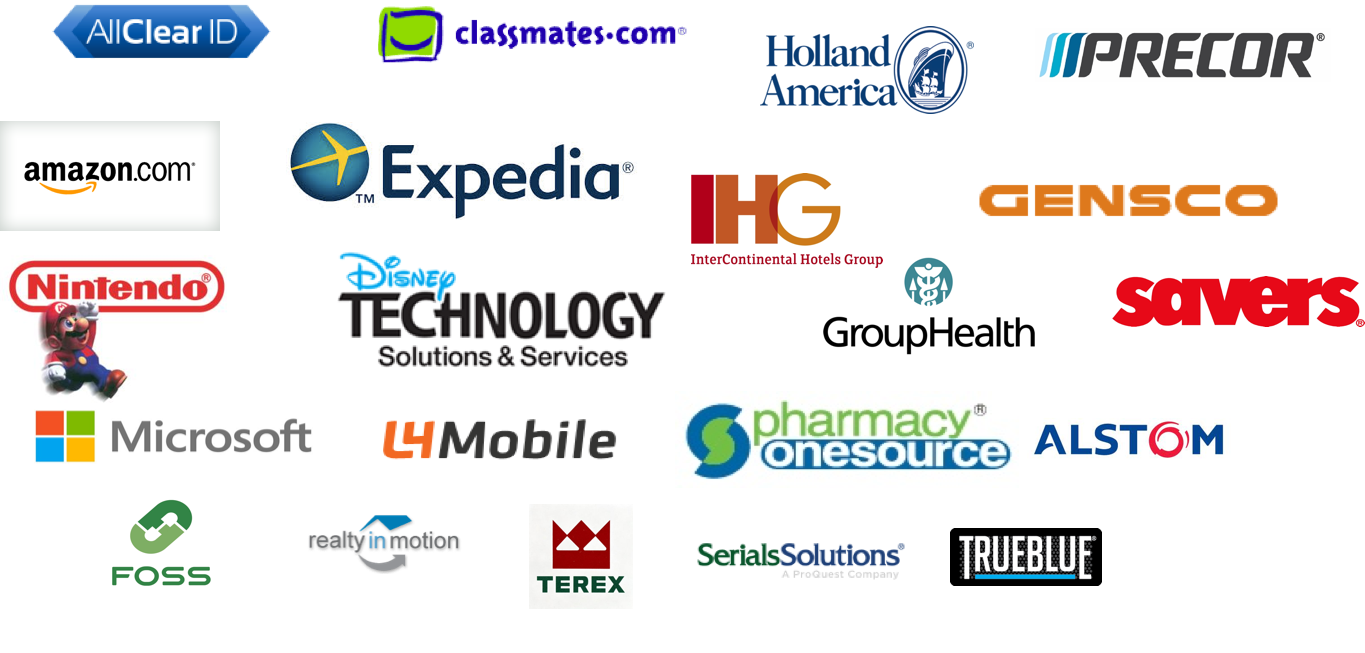 AllClear ID
classmates.com®
Holland
America®
PRECOR®
amazon.com®
Expedia®
TM
IHG
InterContinental Hotels Group
GENSCO
Nintendo®
Disney
TECHNOLOGY
Solutions & Services
GroupHealth
savers®
Microsoft
L4Mobile
pharmacy®
onesource
ALSTOM
FOSS
realty in motion
TEREX
SerialsSolutions®
A ProQuest Company
TRUEBLUE®